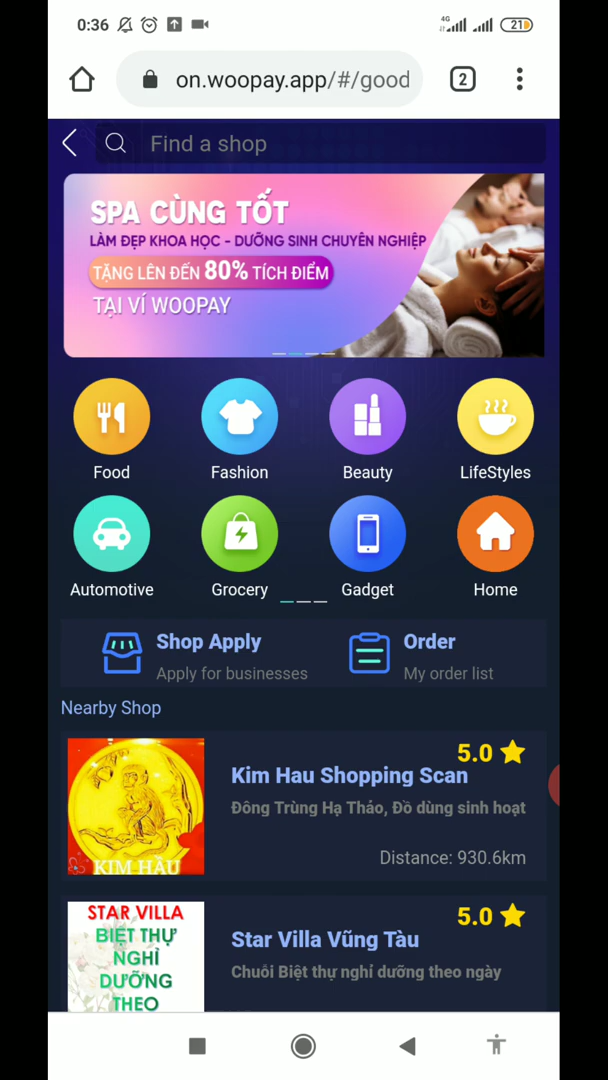 0:36
4G
21
on.woopay.app/#/good
2
Find a shop
SPA CÙNG TỐT
LÀM ĐẸP KHOA HỌC - DƯỠNG SINH CHUYÊN NGHIỆP
TẶNG LÊN ĐẾN 80% TÍCH ĐIỂM
TẠI VÍ WOOPAY
Food
Fashion
Beauty
LifeStyles
Automotive
Grocery
Gadget
Home
Shop Apply
Apply for businesses
Order
My order list
Nearby Shop
KIM HẦU
5.0
Kim Hau Shopping Scan
Đông Trùng Hạ Thảo, Đồ dùng sinh hoạt
Distance: 930.6km
STAR VILLA
BIỆT THỰ
NGHỈ
DƯỠNG
THEO
5.0
Star Villa Vũng Tàu
Chuỗi Biệt thự nghỉ dưỡng theo ngày